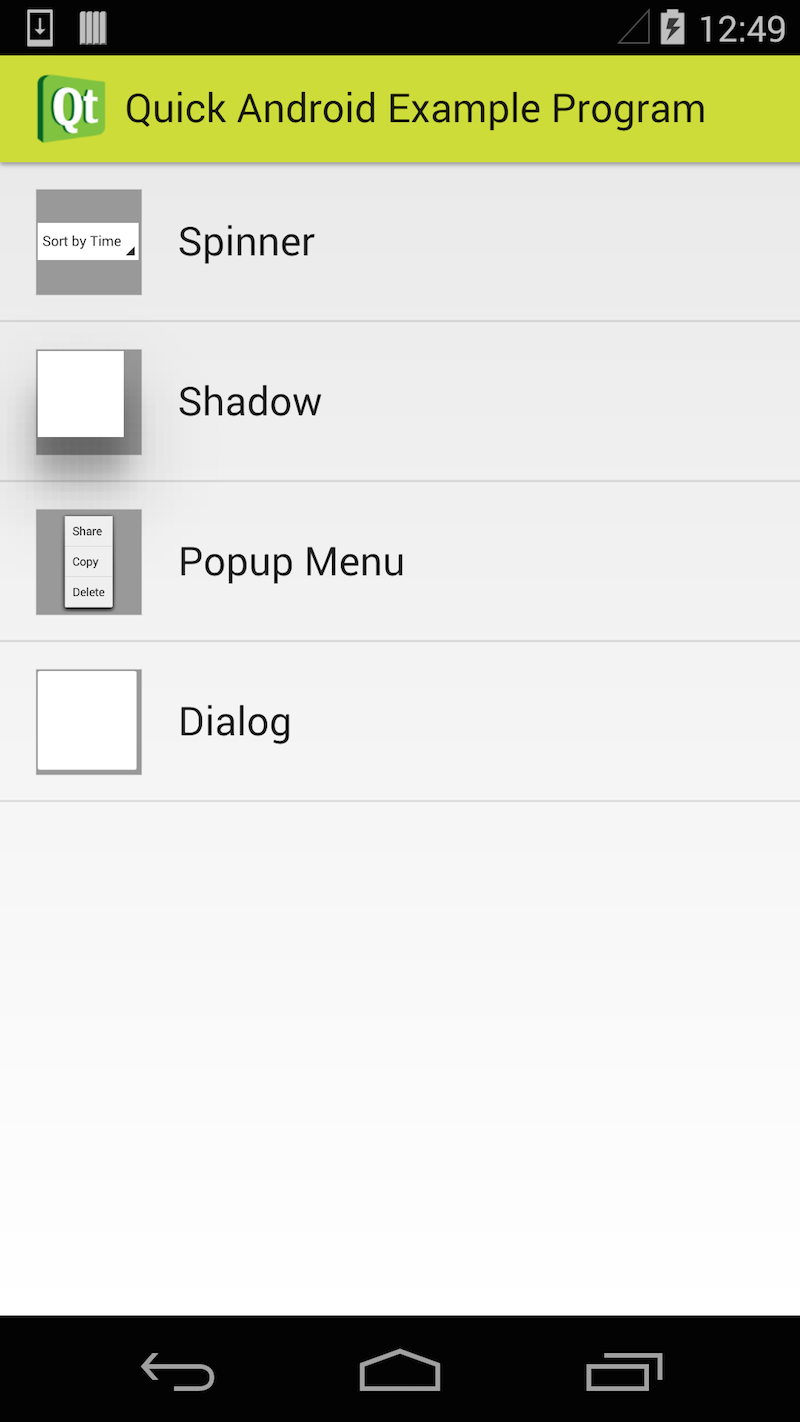 12:49
Qt Quick Android Example Program
Sort by Time
Spinner
Shadow
Share
Copy
Delete
Popup Menu
Dialog